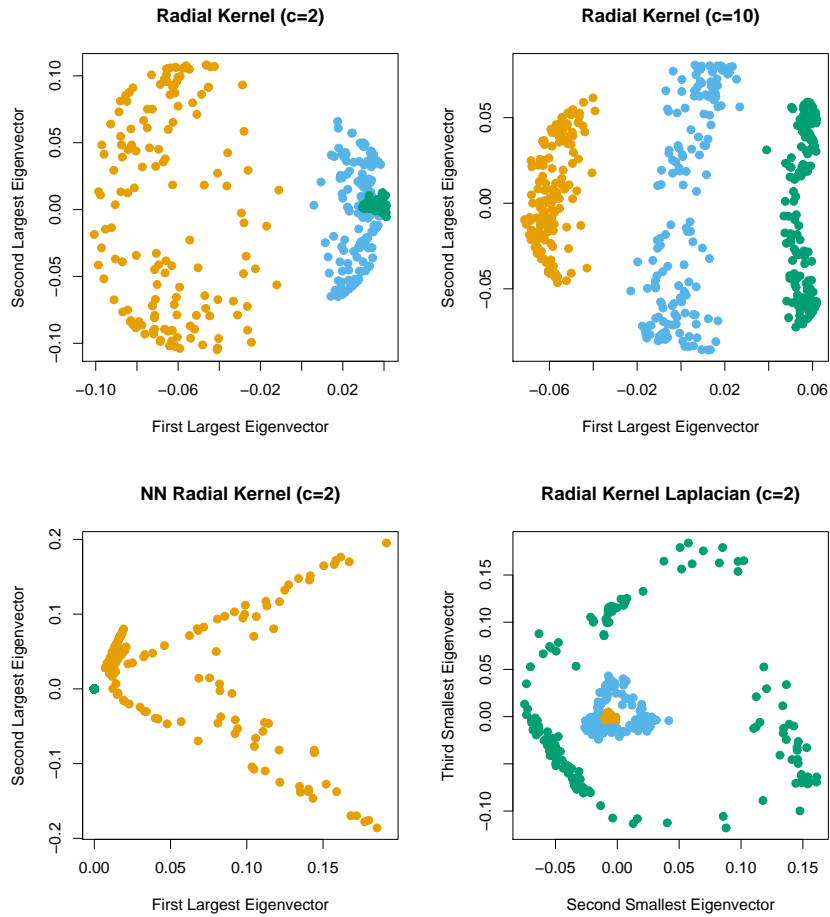 Radial Kernel (c=2)
Second Largest Eigenvector
0.10
0.05
0.00
−0.05
−0.10
−0.10
−0.06
−0.02
0.02
First Largest Eigenvector
Radial Kernel (c=10)
Second Largest Eigenvector
0.05
0.00
−0.05
−0.06
−0.02
0.02
0.06
First Largest Eigenvector
NN Radial Kernel (c=2)
Second Largest Eigenvector
0.2
0.1
0.0
−0.1
−0.2
0.00
0.05
0.10
0.15
First Largest Eigenvector
Radial Kernel Laplacian (c=2)
Third Smallest Eigenvector
0.15
0.10
0.05
0.00
−0.10
−0.05
0.00
0.05
0.10
0.15
Second Smallest Eigenvector